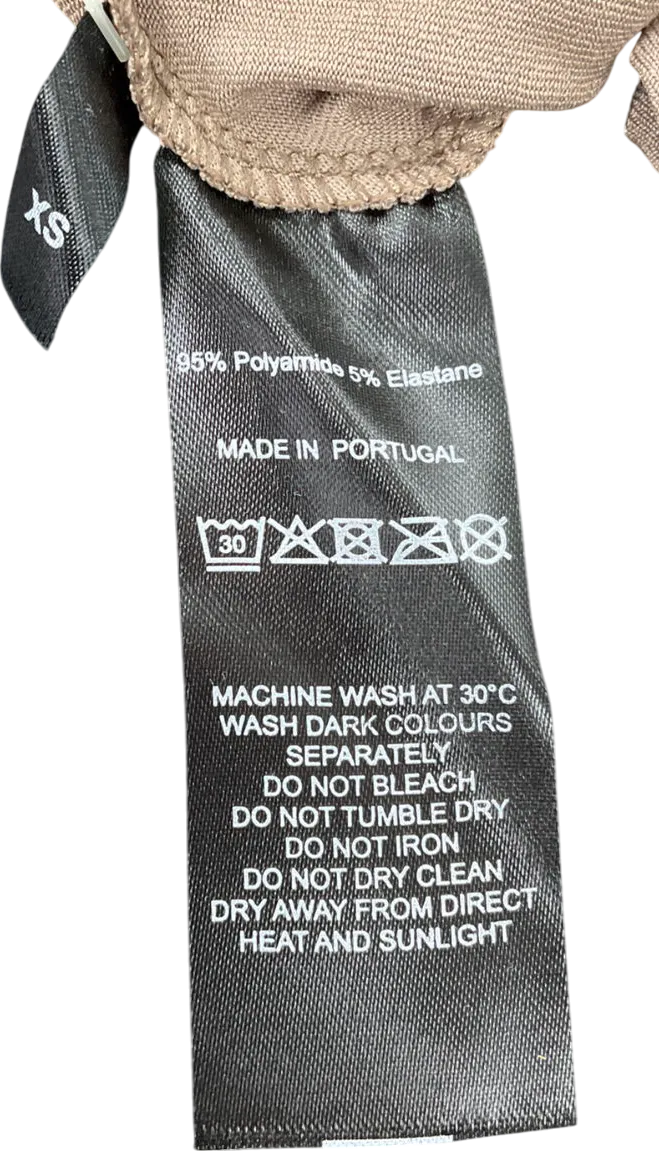 XS
95% Polyamide 5% Elastane
MADE IN PORTUGAL
30
MACHINE WASH AT 30°C
WASH DARK COLOURS
SEPARATELY
DO NOT BLEACH
DO NOT TUMBLE DRY
DO NOT IRON
DO NOT DRY CLEAN
DRY AWAY FROM DIRECT
HEAT AND SUNLIGHT